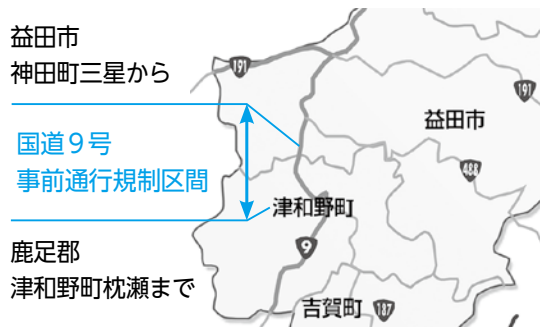 益田市
神田町三星から
国道９号
事前通行規制区間
鹿足郡
津和野町枕瀬まで
191
191
益田市
488
津和野町
9
吉賀町
187